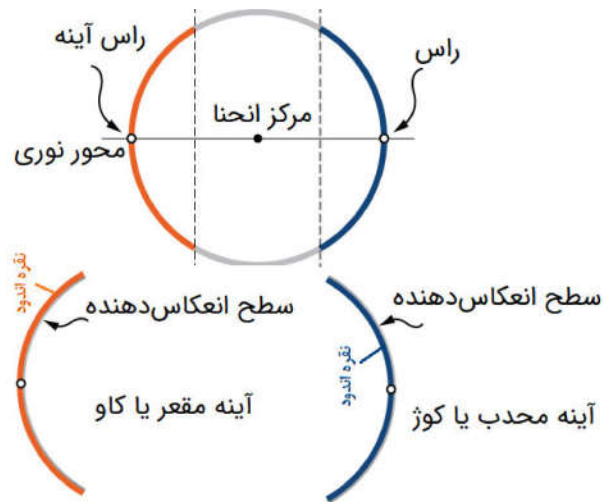 راس
راس آینه
مرکز انحنا
محور نوری
سطح انعکاس‌دهنده
نقره اندود
آینه محدب یا کوژ
نقره اندود
سطح انعکاس‌دهنده
آینه مقعر یا کاو